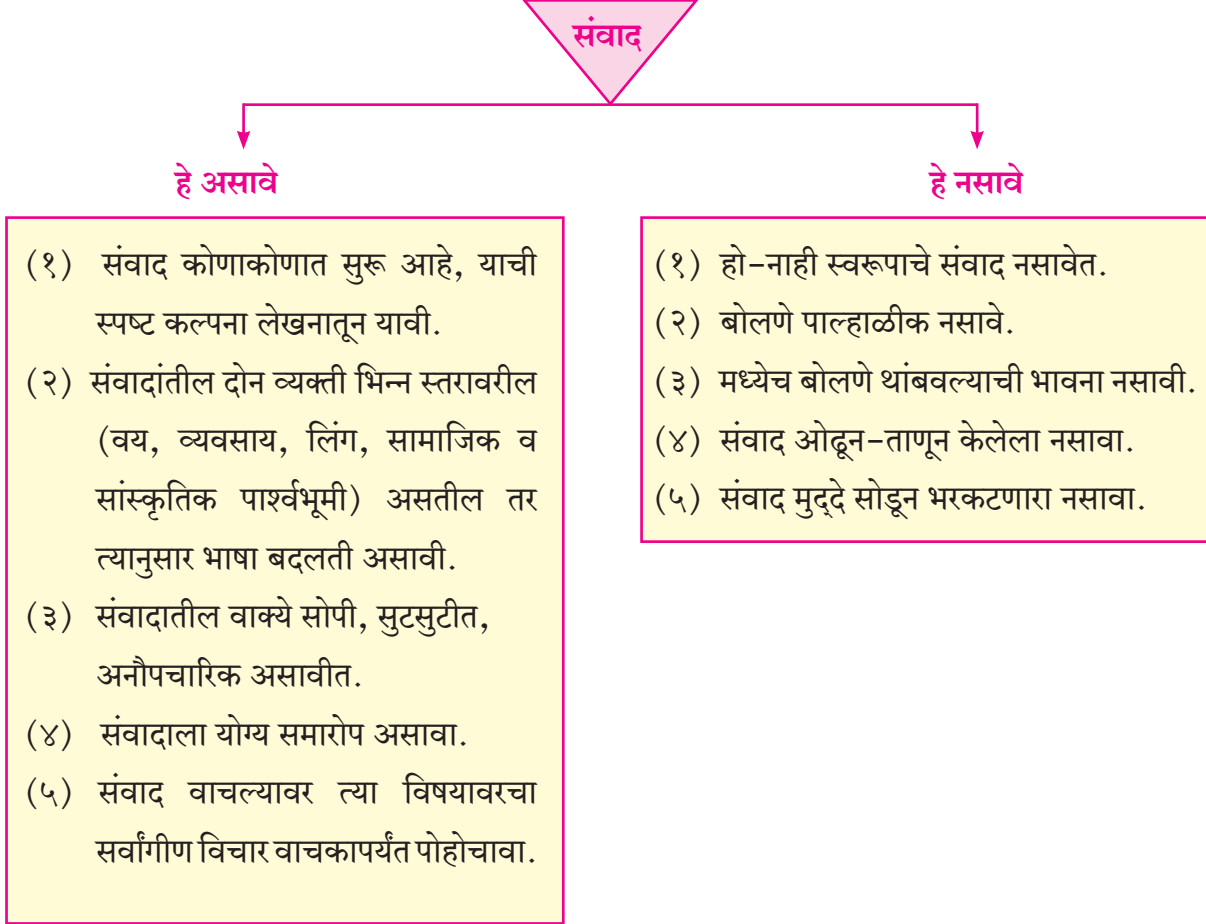 संवाद
हे असावे
(१) संवाद कोणाकोणात सुरू आहे, याची
स्पष्ट कल्पना लेखनातून यावी.
(२) संवादांतील दोन व्यक्ती भिन्न स्तरावरील
(वय, व्यवसाय, लिंग, सामाजिक व
सांस्कृतिक पार्श्वभूमी) असतील तर
त्यानुसार भाषा बदलती असावी.
(३) संवादातील वाक्ये सोपी, सुटसुटीत,
अनौपचारिक असावीत.
(४) संवादाला योग्य समारोप असावा.
(५) संवाद वाचल्यावर त्या विषयावरचा
सर्वांगीण विचार वाचकापर्यंत पोहोचावा.
हे नसावे
(१) हो-नाही स्वरूपाचे संवाद नसावेत.
(२) बोलणे पाल्हाळीक नसावे.
(३) मध्येच बोलणे थांबवल्याची भावना नसावी.
(४) संवाद ओढून-ताणून केलेला नसावा.
(५) संवाद मुद्‌दे सोडून भरकटणारा नसावा.